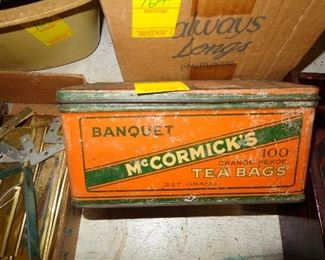 always
Longs
BANQUET
McCORMICK'S
100
ORANGE PEKOE
TEA BAGS
227 GRAMS